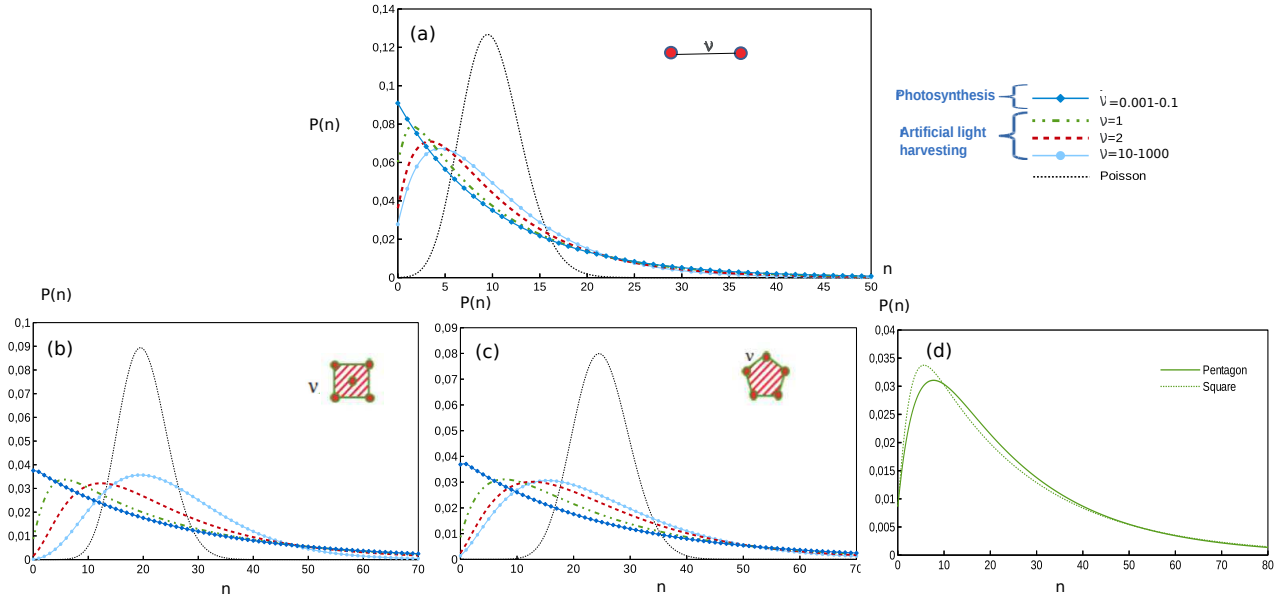 0,14
(a)
ν
0,12
0,1
P(n)
0,08
0,06
0,04
0,02
0
0 5 10 15 20 25 30 35 40 45 50
n
Photosynthesis
Artificial light
harvesting
ν=0.001-0.1
ν=1
ν=2
ν=10-1000
Poisson
P(n)
0,1
(b)
ν
0,09
0,08
0,07
0,06
0,05
0,04
0,03
0,02
0,01
0
0 10 20 30 40 50 60 70
n
P(n)
0,09
(c)
ν
0,08
0,07
0,06
0,05
0,04
0,03
0,02
0,01
0
0 10 20 30 40 50 60 70
n
P(n)
0,04
(d)
0,035
0,03
0,025
0,02
0,015
0,01
0,005
0
Pentagon
Square
0 10 20 30 40 50 60 70 80
n